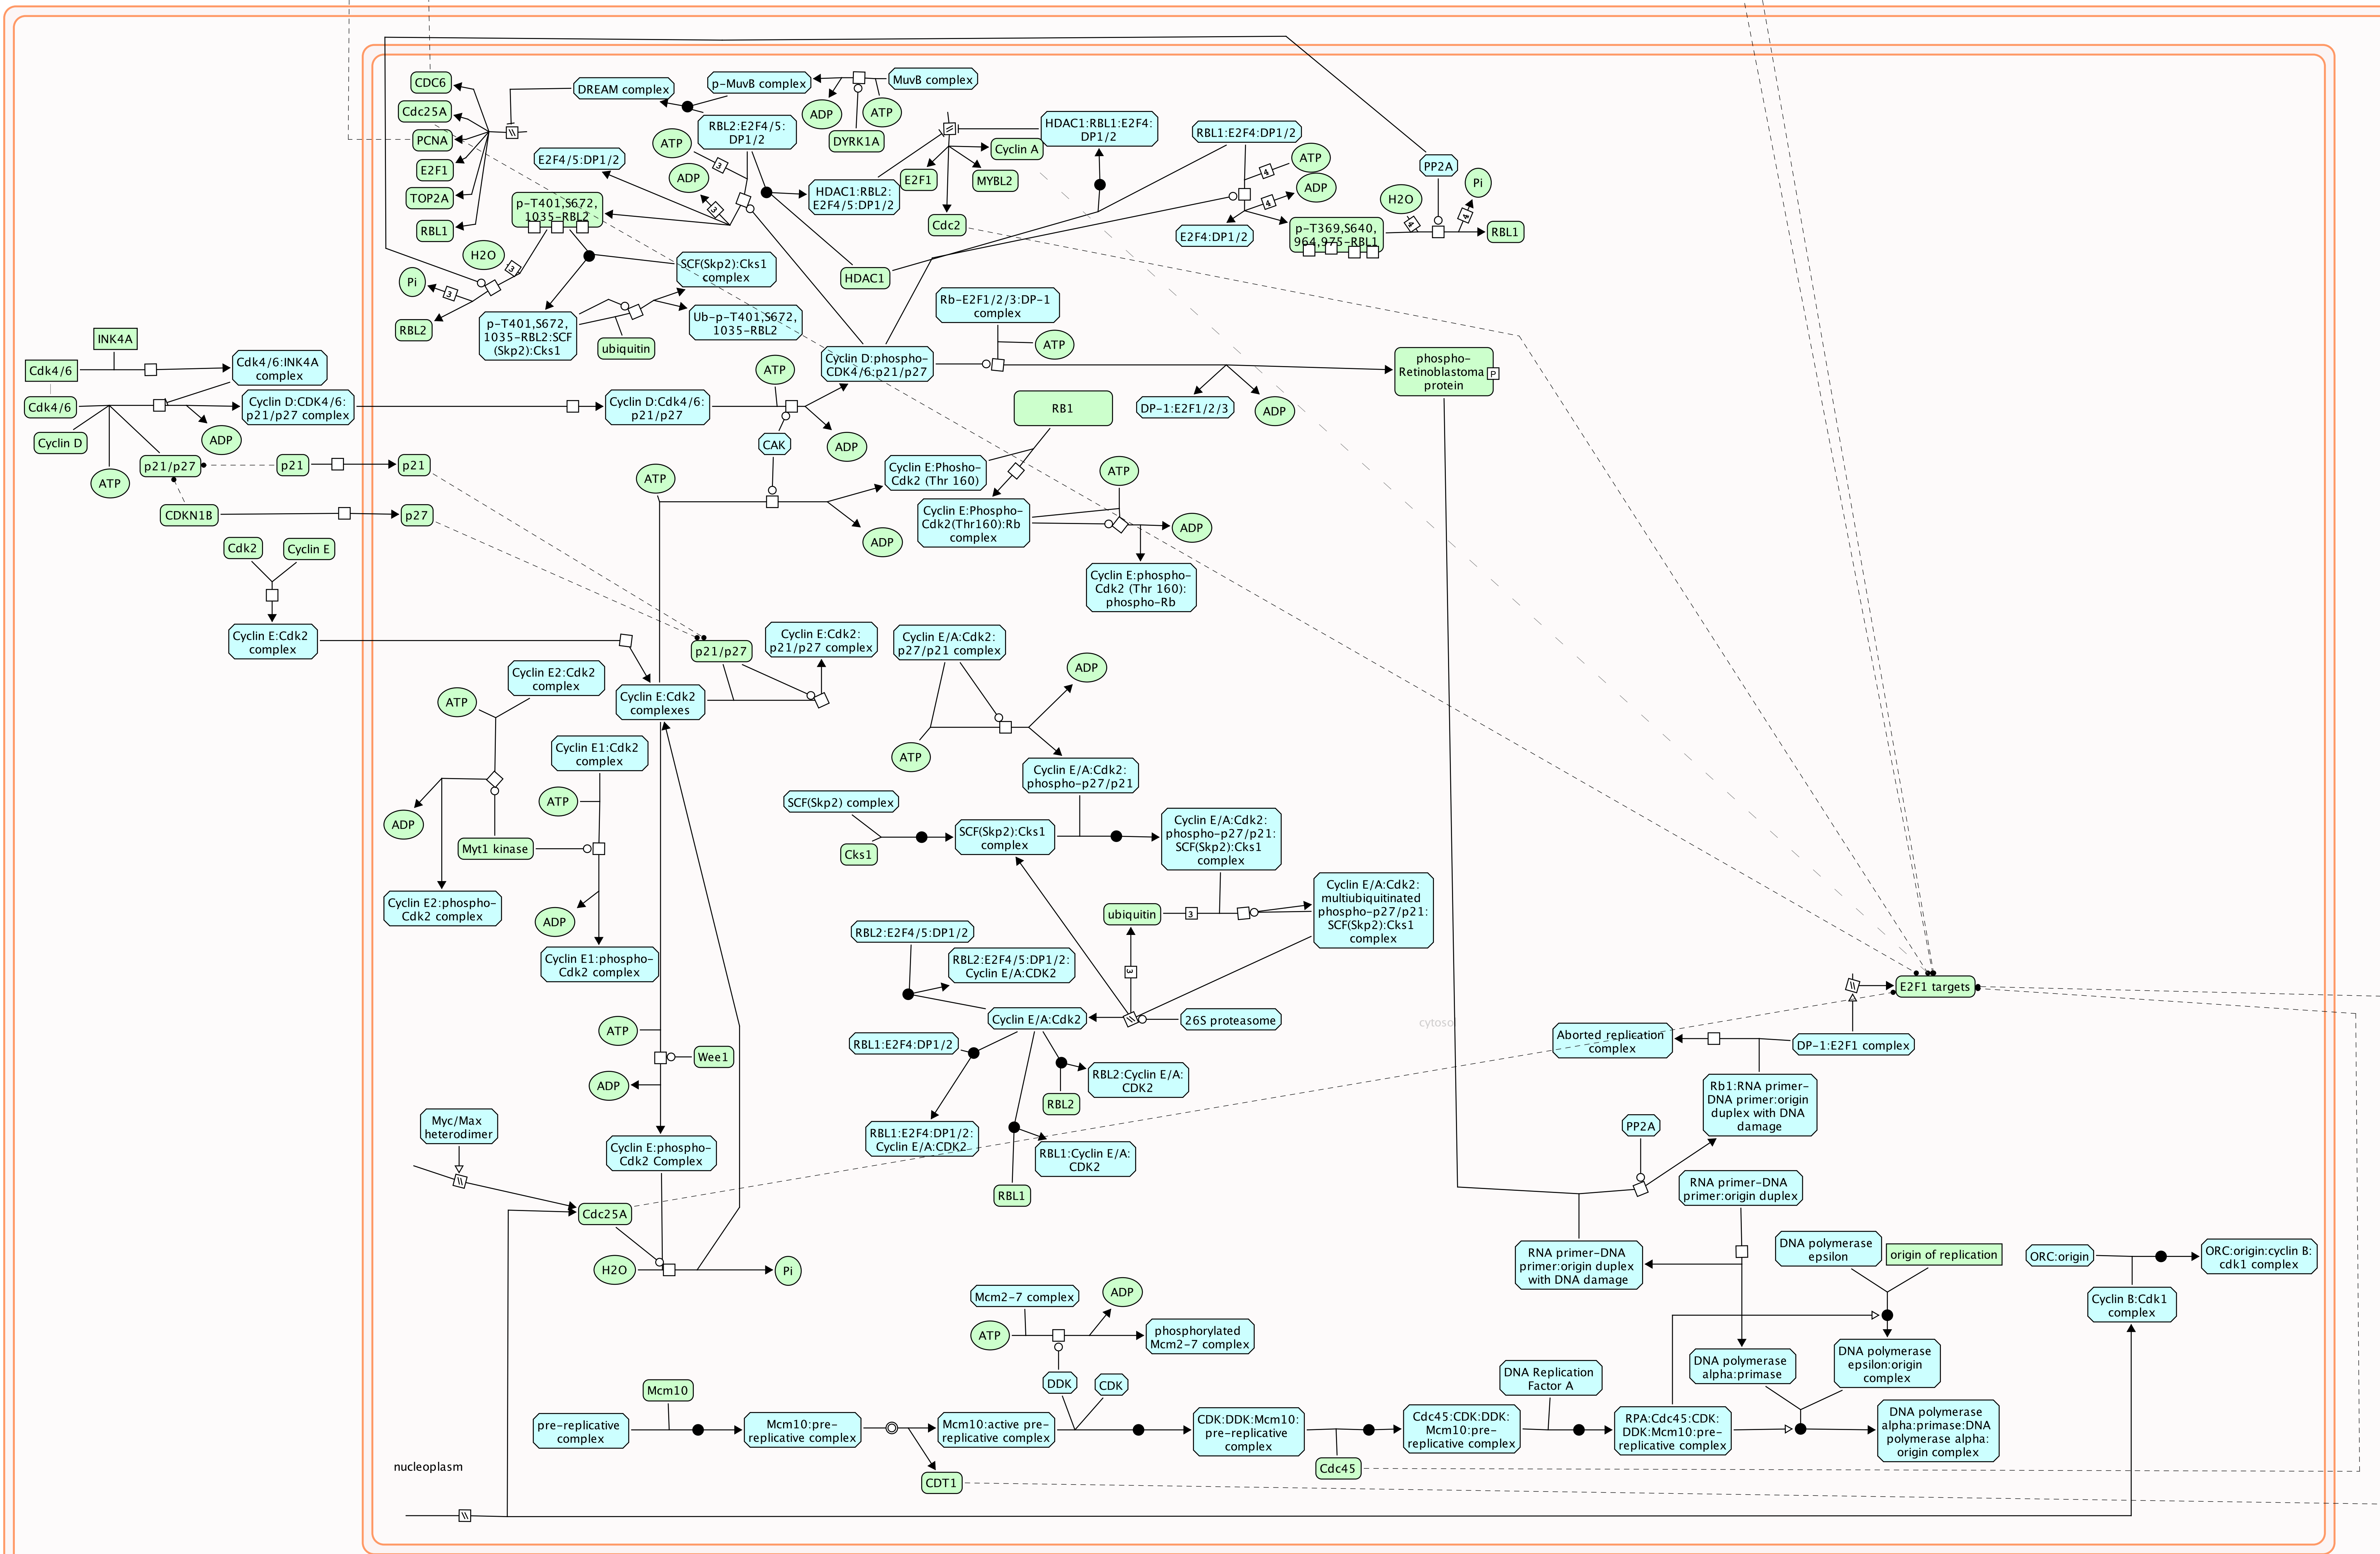 CDC6
Cdc25A
PCNA
E2F1
TOP2A
RBL1
DREAM complex
p-MuvB complex
MuvB complex
ADP
ATP
DYRK1A
RBL2:E2F4/5:
DP1/2
ATP
3
ADP
3
E2F4/5:DP1/2
p-T401,S672,
1035-RBL2
HDAC1:RBL2:
E2F4/5:DP1/2
E2F1
Cyclin A
MYBL2
Cdc2
HDAC1:RBL1:E2F4:
DP1/2
RBL1:E2F4:DP1/2
4
ATP
4
ADP
E2F4:DP1/2
p-T369,S640,
964,975-RBL1
PP2A
H2O
4
Pi
4
RBL1
HDAC1
H2O
3
Pi
3
RBL2
SCF(Skp2):Cks1
complex
p-T401,S672,
1035-RBL2:SCF
(Skp2):Cks1
ubiquitin
Ub-p-T401,S672,
1035-RBL2
Rb-E2F1/2/3:DP-1
complex
ATP
Cyclin D:phospho-
CDK4/6:p21/p27
phospho-
Retinoblastoma
protein
P
DP-1:E2F1/2/3
ADP
INK4A
Cdk4/6
Cdk4/6:INK4A
complex
Cdk4/6
Cyclin D:CDK4/6:
p21/p27 complex
Cyclin D
ADP
ATP
p21/p27
p21
p21
CDKN1B
p27
Cyclin D:Cdk4/6:
p21/p27
ATP
ADP
CAK
RB1
Cyclin E:Phosho-
Cdk2 (Thr 160)
ATP
ADP
Cyclin E:Phospho-
Cdk2(Thr160):Rb
complex
ATP
ADP
Cyclin E:phospho-
Cdk2 (Thr 160):
phospho-Rb
Cdk2
Cyclin E
Cyclin E:Cdk2
complex
p21/p27
Cyclin E:Cdk2:
p21/p27 complex
Cyclin E:Cdk2
complexes
Cyclin E/A:Cdk2:
p27/p21 complex
ADP
ATP
Cyclin E/A:Cdk2:
phospho-p27/p21
Cyclin E2:Cdk2
complex
ATP
ADP
Cyclin E1:Cdk2
complex
ATP
Myt1 kinase
ADP
Cyclin E2:phospho-
Cdk2 complex
Cyclin E1:phospho-
Cdk2 complex
SCF(Skp2) complex
Cks1
SCF(Skp2):Cks1
complex
Cyclin E/A:Cdk2:
phospho-p27/p21:
SCF(Skp2):Cks1
complex
ubiquitin
3
Cyclin E/A:Cdk2:
multiubiquitinated
phospho-p27/p21:
SCF(Skp2):Cks1
complex
3
RBL2:E2F4/5:DP1/2
RBL2:E2F4/5:DP1/2:
Cyclin E/A:CDK2
Cyclin E/A:Cdk2
26S proteasome
RBL1:E2F4:DP1/2
RBL2:Cyclin E/A:
CDK2
RBL2
RBL1:E2F4:DP1/2:
Cyclin E/A:CDK2
RBL1:Cyclin E/A:
CDK2
RBL1
ATP
Wee1
ADP
Cyclin E:phospho-
Cdk2 Complex
Myc/Max
heterodimer
Cdc25A
H2O
Pi
cytoso
E2F1 targets
Aborted replication
complex
DP-1:E2F1 complex
Rb1:RNA primer-
DNA primer:origin
duplex with DNA
damage
PP2A
RNA primer-DNA
primer:origin duplex
RNA primer-DNA
primer:origin duplex
with DNA damage
DNA polymerase
epsilon
origin of replication
ORC:origin
ORC:origin:cyclin B:
cdk1 complex
Cyclin B:Cdk1
complex
DNA polymerase
alpha:primase
DNA polymerase
epsilon:origin
complex
DNA polymerase
alpha:primase:DNA
polymerase alpha:
origin complex
Mcm2-7 complex
ADP
ATP
phosphorylated
Mcm2-7 complex
DDK
CDK
Mcm10
pre-replicative
complex
Mcm10:pre-
replicative complex
Mcm10:active pre-
replicative complex
CDT1
CDK:DDK:Mcm10:
pre-replicative
complex
Cdc45
Cdc45:CDK:DDK:
Mcm10:pre-
replicative complex
DNA Replication
Factor A
RPA:Cdc45:CDK:
DDK:Mcm10:pre-
replicative complex
nucleoplasm